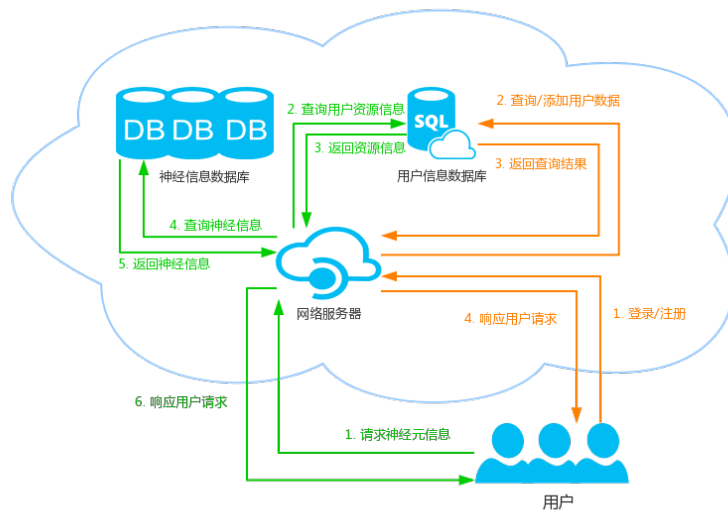 2. 查询用户资源信息
2. 查询/添加用户数据
DB DB DB
SQL
3. 返回资源信息
3. 返回查询结果
神经信息数据库
用户信息数据库
4. 查询神经信息
5. 返回神经信息
网络服务器
4. 响应用户请求
1. 登录/注册
6. 响应用户请求
1. 请求神经元信息
用户